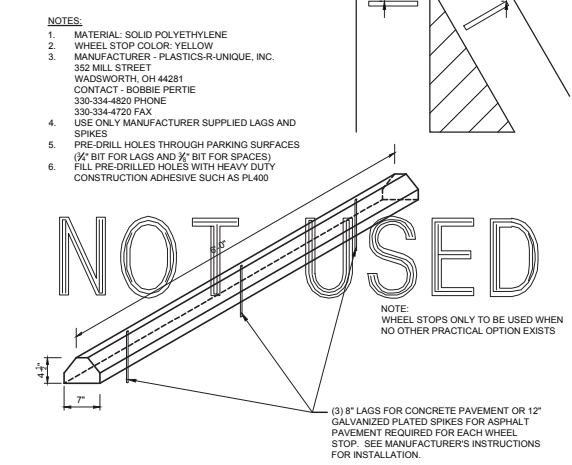 NOTES:
1. MATERIAL: SOLID POLYETHYLENE
2. WHEEL STOP COLOR: YELLOW
3. MANUFACTURER - PLASTICS-R-UNIQUE, INC.
352 MILL STREET
WADSWORTH, OH 44281
CONTACT - BOBBIE PERTIE
330-334-4820 PHONE
330-334-4720 FAX
4. USE ONLY MANUFACTURER SUPPLIED LAGS AND
SPIKES
5. PRE-DRILL HOLES THROUGH PARKING SURFACES
BIT FOR LAGS AND BIT FOR SPACES)
6. FILL PRE-DRILLED HOLES WITH HEAVY DUTY
CONSTRUCTION ADHESIVE SUCH AS PL400
NOT USED
6'-0"
NOTE:
WHEEL STOPS ONLY TO BE USED WHEN
NO OTHER PRACTICAL OPTION EXISTS
4 1/2"
7"
(3) 8" LAGS FOR CONCRETE PAVEMENT OR 12"
GALVANIZED PLATED SPIKES FOR ASPHALT
PAVEMENT REQUIRED FOR EACH WHEEL
STOP. SEE MANUFACTURER'S INSTRUCTIONS
FOR INSTALLATION.